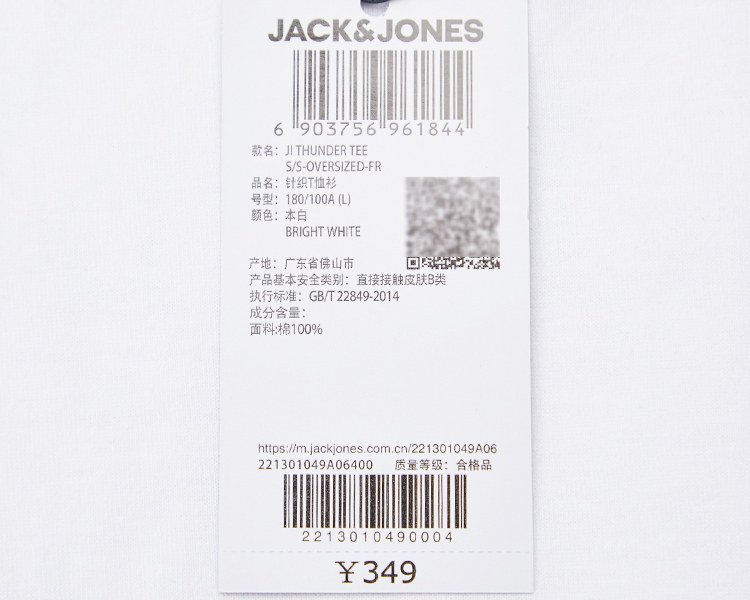 JACK&JONES
6 903756 961844
款名: JI THUNDER TEE
S/S-OVERSIZED-FR
品名: 针织T恤衫
号型: 180/100A (L)
颜色: 本白
BRIGHT WHITE
产地: 广东省佛山市
产品基本安全类别: 直接接触皮肤B类
执行标准: GB/T 22849-2014
成分含量:
面料:棉100%
https://m.jackjones.com.cn/221301049A06
221301049A06400 质量等级: 合格品
2213010490004
￥349